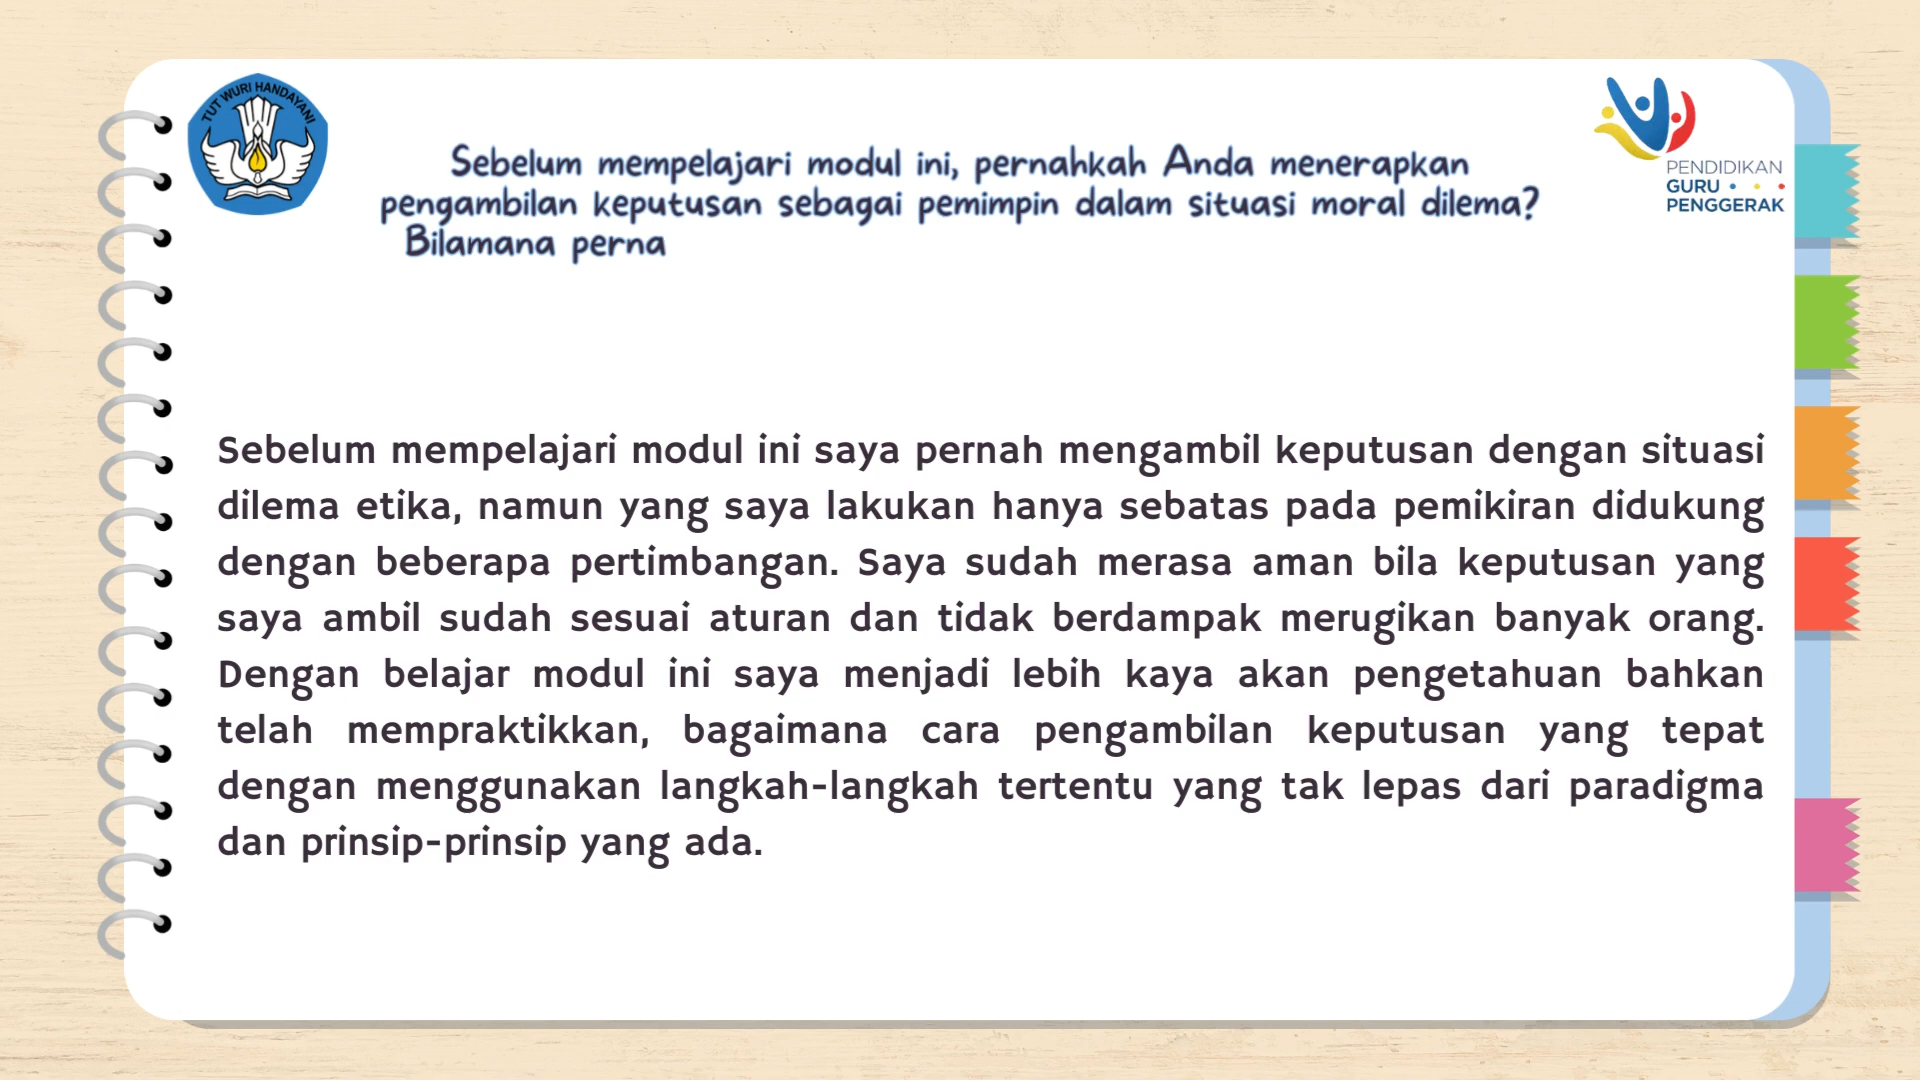 TUT WURI HANDAYANI
PENDIDIKAN
GURU
PENGGERAK
Sebelum mempelajari modul ini, pernahkah Anda menerapkan
pengambilan keputusan sebagai pemimpin dalam situasi moral dilema?
Bilamana perna
Sebelum mempelajari modul ini saya pernah mengambil keputusan dengan situasi
dilema etika, namun yang saya lakukan hanya sebatas pada pemikiran didukung
dengan beberapa pertimbangan. Saya sudah merasa aman bila keputusan yang
saya ambil sudah sesuai aturan dan tidak berdampak merugikan banyak orang.
Dengan belajar modul ini saya menjadi lebih kaya akan pengetahuan bahkan
telah mempraktikkan, bagaimana cara pengambilan keputusan yang tepat
dengan menggunakan langkah-langkah tertentu yang tak lepas dari paradigma
dan prinsip-prinsip yang ada.